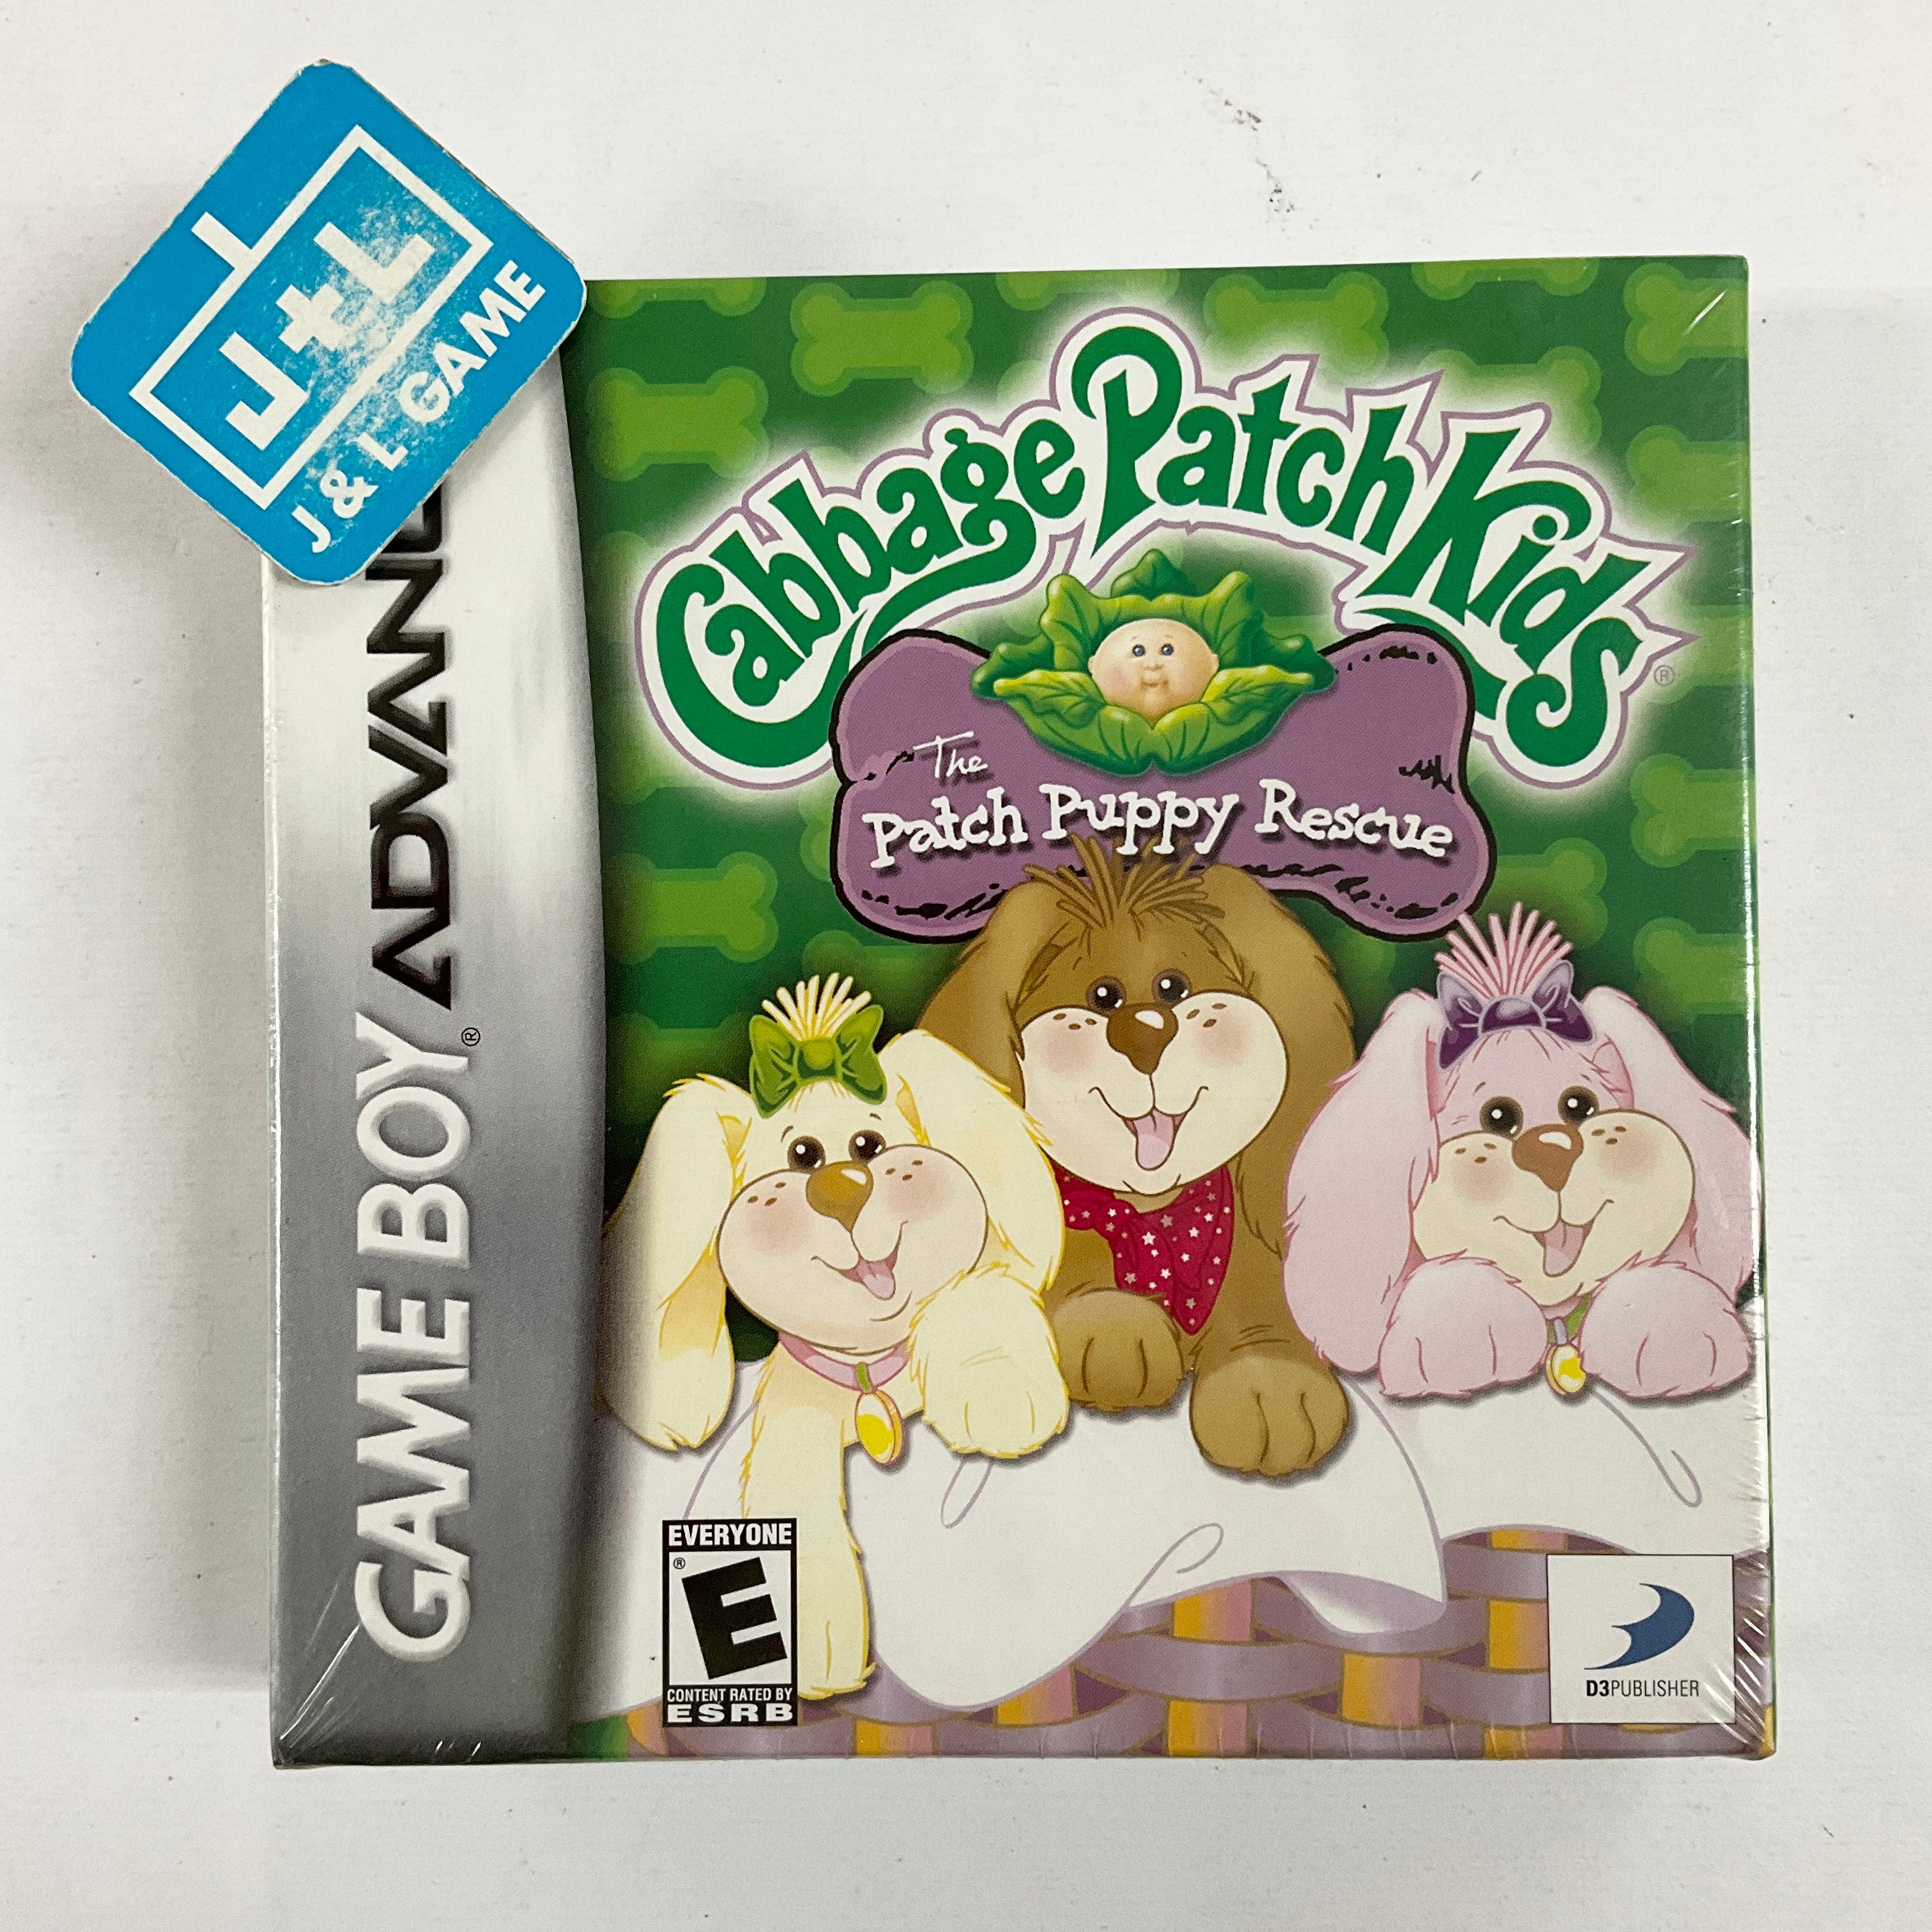 J+L
J & L GAME
GAME BOY® ADVANCE
Cabbage Patch Kids®
The
Patch Puppy Rescue
EVERYONE
E®
CONTENT RATED BY
ESRB
D3PUBLISHER